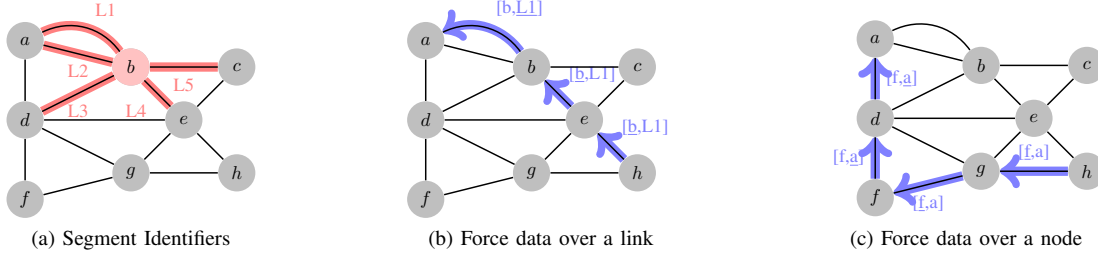 L1
a
b
c
L2
L5
L3
L4
d
e
g
h
f
(a) Segment Identifiers
[b,L1]
a
b
c
[b,L1]
d
e
[b,L1]
g
h
f
(b) Force data over a link
a
b
c
[f,a]
d
e
[f,a]
[f,a]
g
h
f
[f,a]
(c) Force data over a node